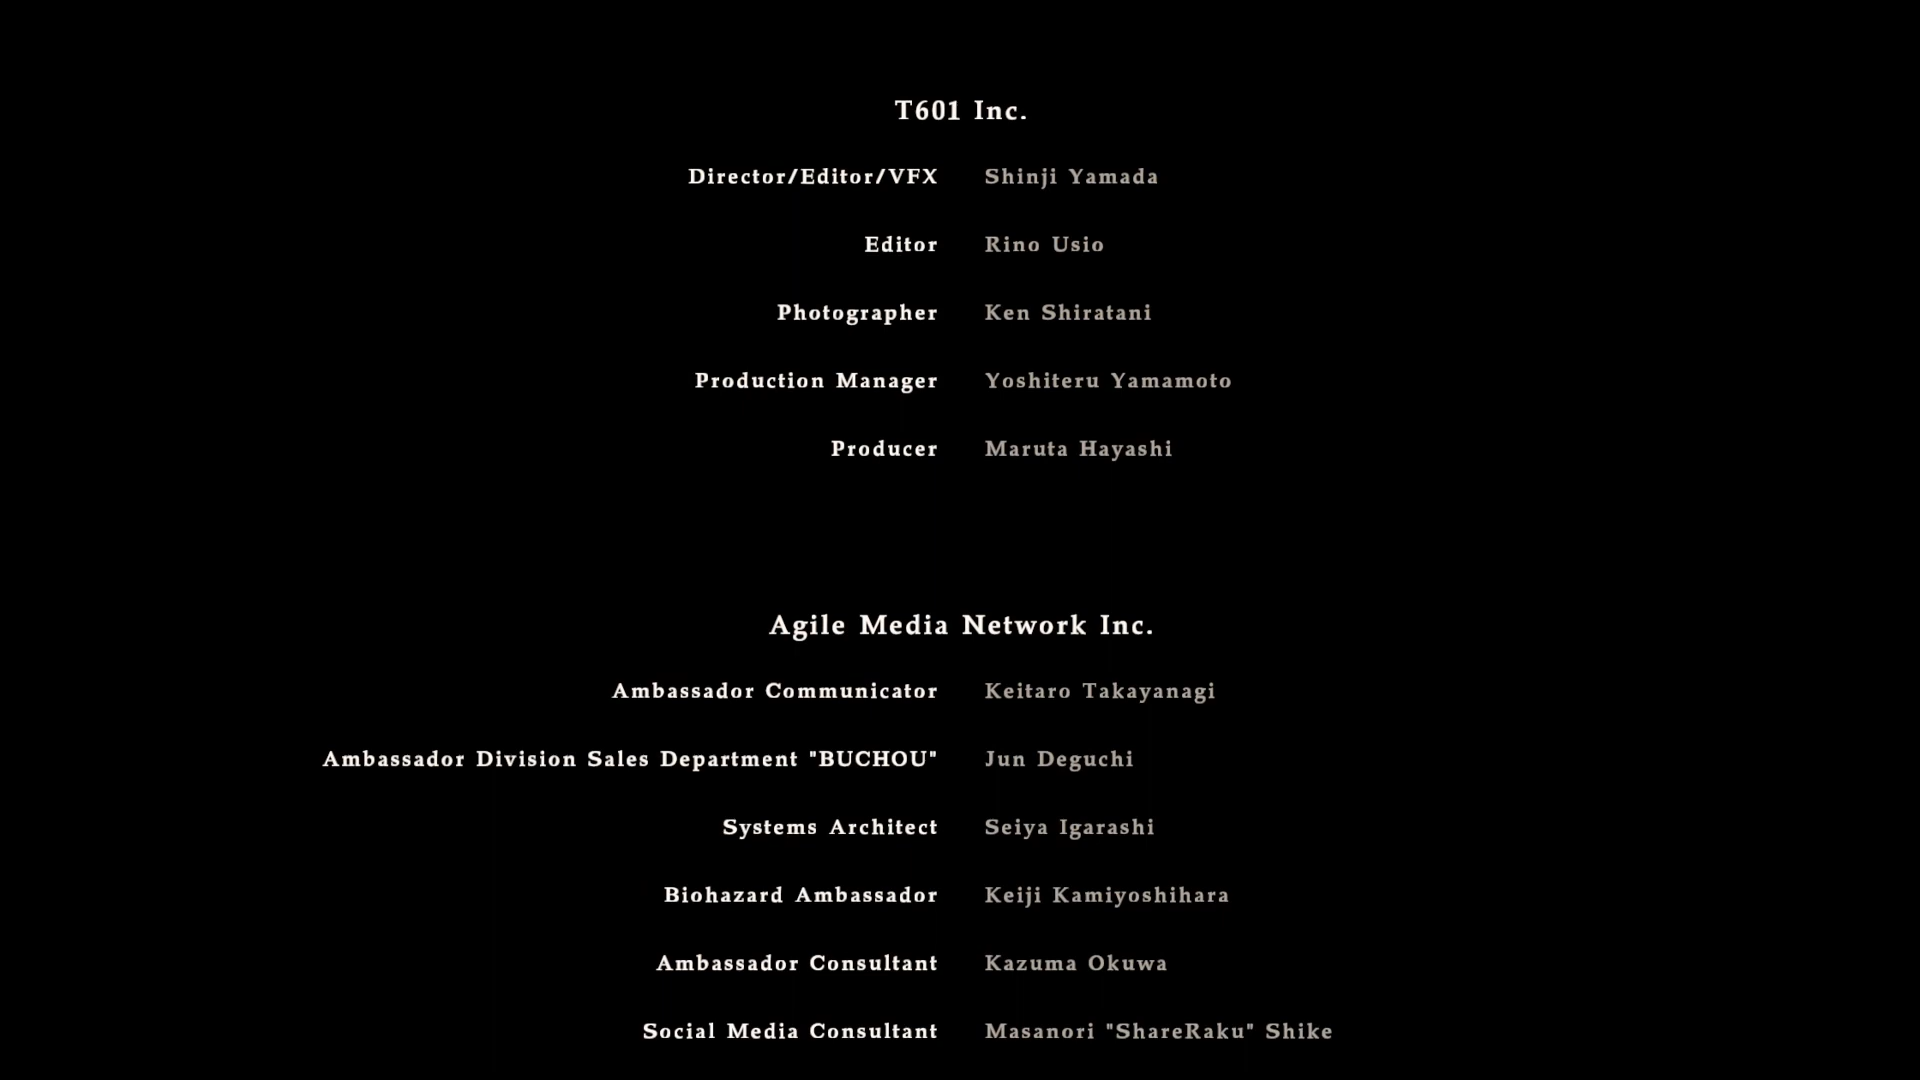 T601 Inc.
Director/Editor/VFX Shinji Yamada
Editor Rino Usio
Photographer Ken Shiratani
Production Manager Yoshiteru Yamamoto
Producer Maruta Hayashi
Agile Media Network Inc.
Ambassador Communicator Keitaro Takayanagi
Ambassador Division Sales Department "BUCHOU" Jun Deguchi
Systems Architect Seiya Igarashi
Biohazard Ambassador Keiji Kamiyoshihara
Ambassador Consultant Kazuma Okuwa
Social Media Consultant Masanori "ShareRaku" Shike